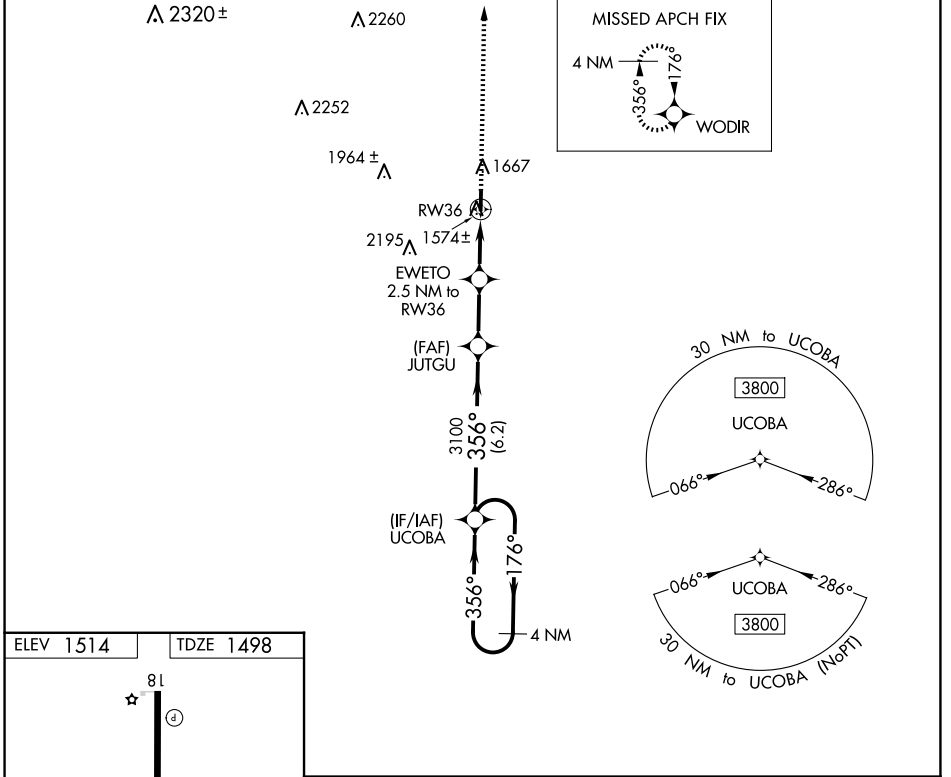 2320 ±
2260
2252
1964 ±
1667
RW36
1574±
2195
EWETO
2.5 NM to
RW36
(FAF)
JUTGU
3100
356°
(6.2)
(IF/IAF)
UCOBA
356°
176°
4 NM
MISSED APCH FIX
4 NM
356°
176°
WODIR
30 NM to UCOBA
3800
UCOBA
066°
286°
066°
286°
UCOBA
3800
30 NM to UCOBA (NoPT)
ELEV 1514
TDZE 1498
18
P